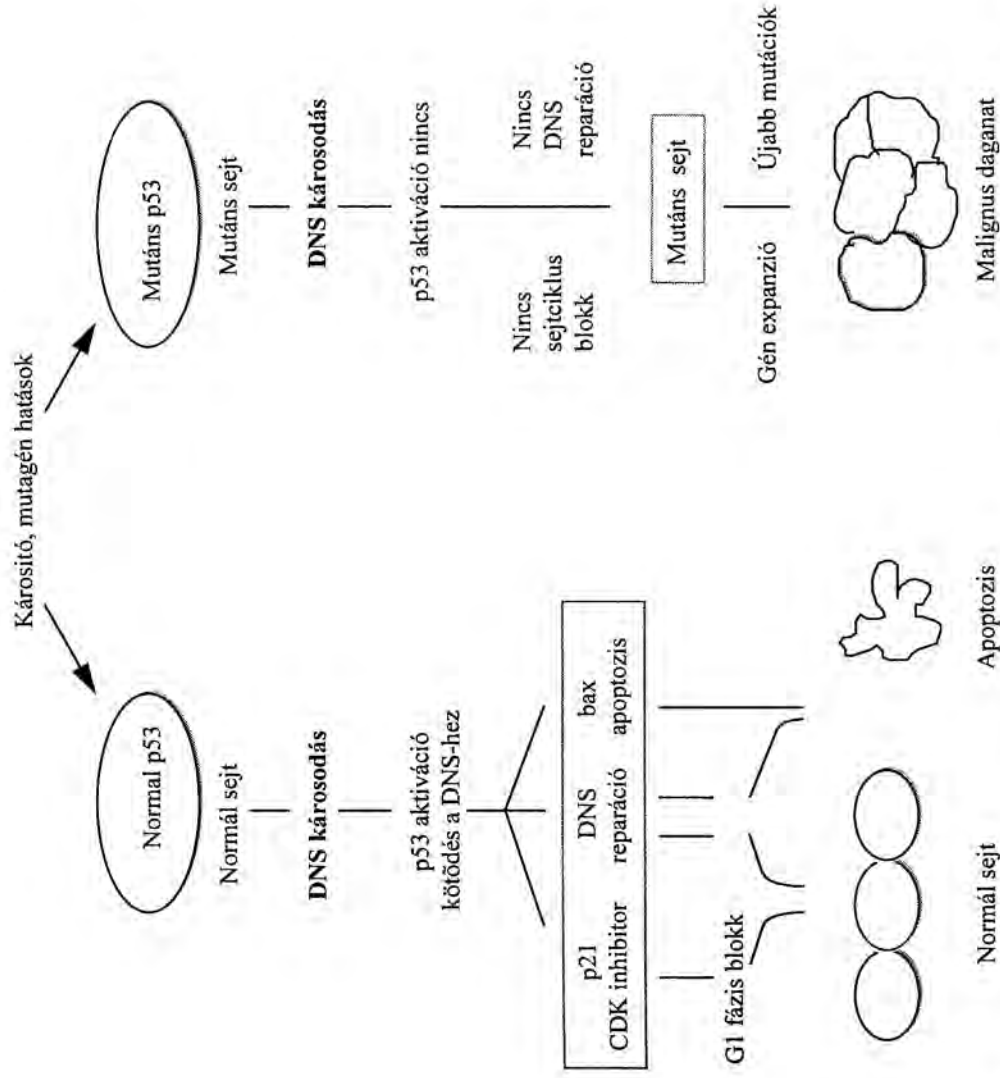 Károsító, mutagén hatások
Normal p53
Normál sejt
DNS károsodás
p53 aktiváció
kötödés a DNS-hez
p21
CDK inhibitor
DNS
reparáció
bax
apoptozis
G1 fázis blokk
Normál sejt
Apoptozis
Mutáns p53
Mutáns sejt
DNS károsodás
p53 aktiváció nincs
Nincs
sejtciklus
blokk
Nincs
DNS
reparáció
Mutáns sejt
Gén expanzió
Újabb mutációk
Malignus daganat